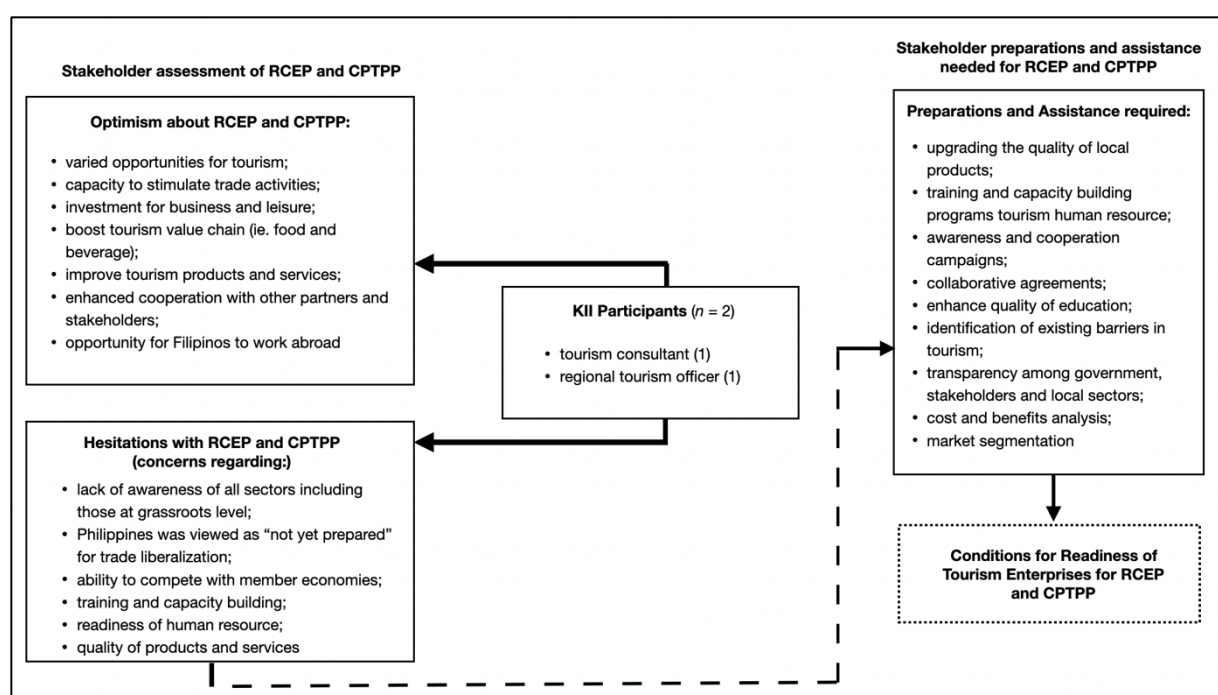 Stakeholder assessment of RCEP and CPTPP
Optimism about RCEP and CPTPP:
• varied opportunities for tourism;
• capacity to stimulate trade activities;
• investment for business and leisure;
• boost tourism value chain (ie. food and
beverage);
• improve tourism products and services;
• enhanced cooperation with other partners and
stakeholders;
• opportunity for Filipinos to work abroad
Hesitations with RCEP and CPTPP
(concerns regarding:)
• lack of awareness of all sectors including
those at grassroots level;
• Philippines was viewed as “not yet prepared”
for trade liberalization;
• ability to compete with member economies;
• training and capacity building;
• readiness of human resource;
• quality of products and services
KII Participants (n = 2)
• tourism consultant (1)
• regional tourism officer (1)
Stakeholder preparations and assistance
needed for RCEP and CPTPP
Preparations and Assistance required:
• upgrading the quality of local
products;
• training and capacity building
programs tourism human resource;
• awareness and cooperation
campaigns;
• collaborative agreements;
• enhance quality of education;
• identification of existing barriers in
tourism;
• transparency among government,
stakeholders and local sectors;
• cost and benefits analysis;
• market segmentation
Conditions for Readiness of
Tourism Enterprises for RCEP
and CPTPP